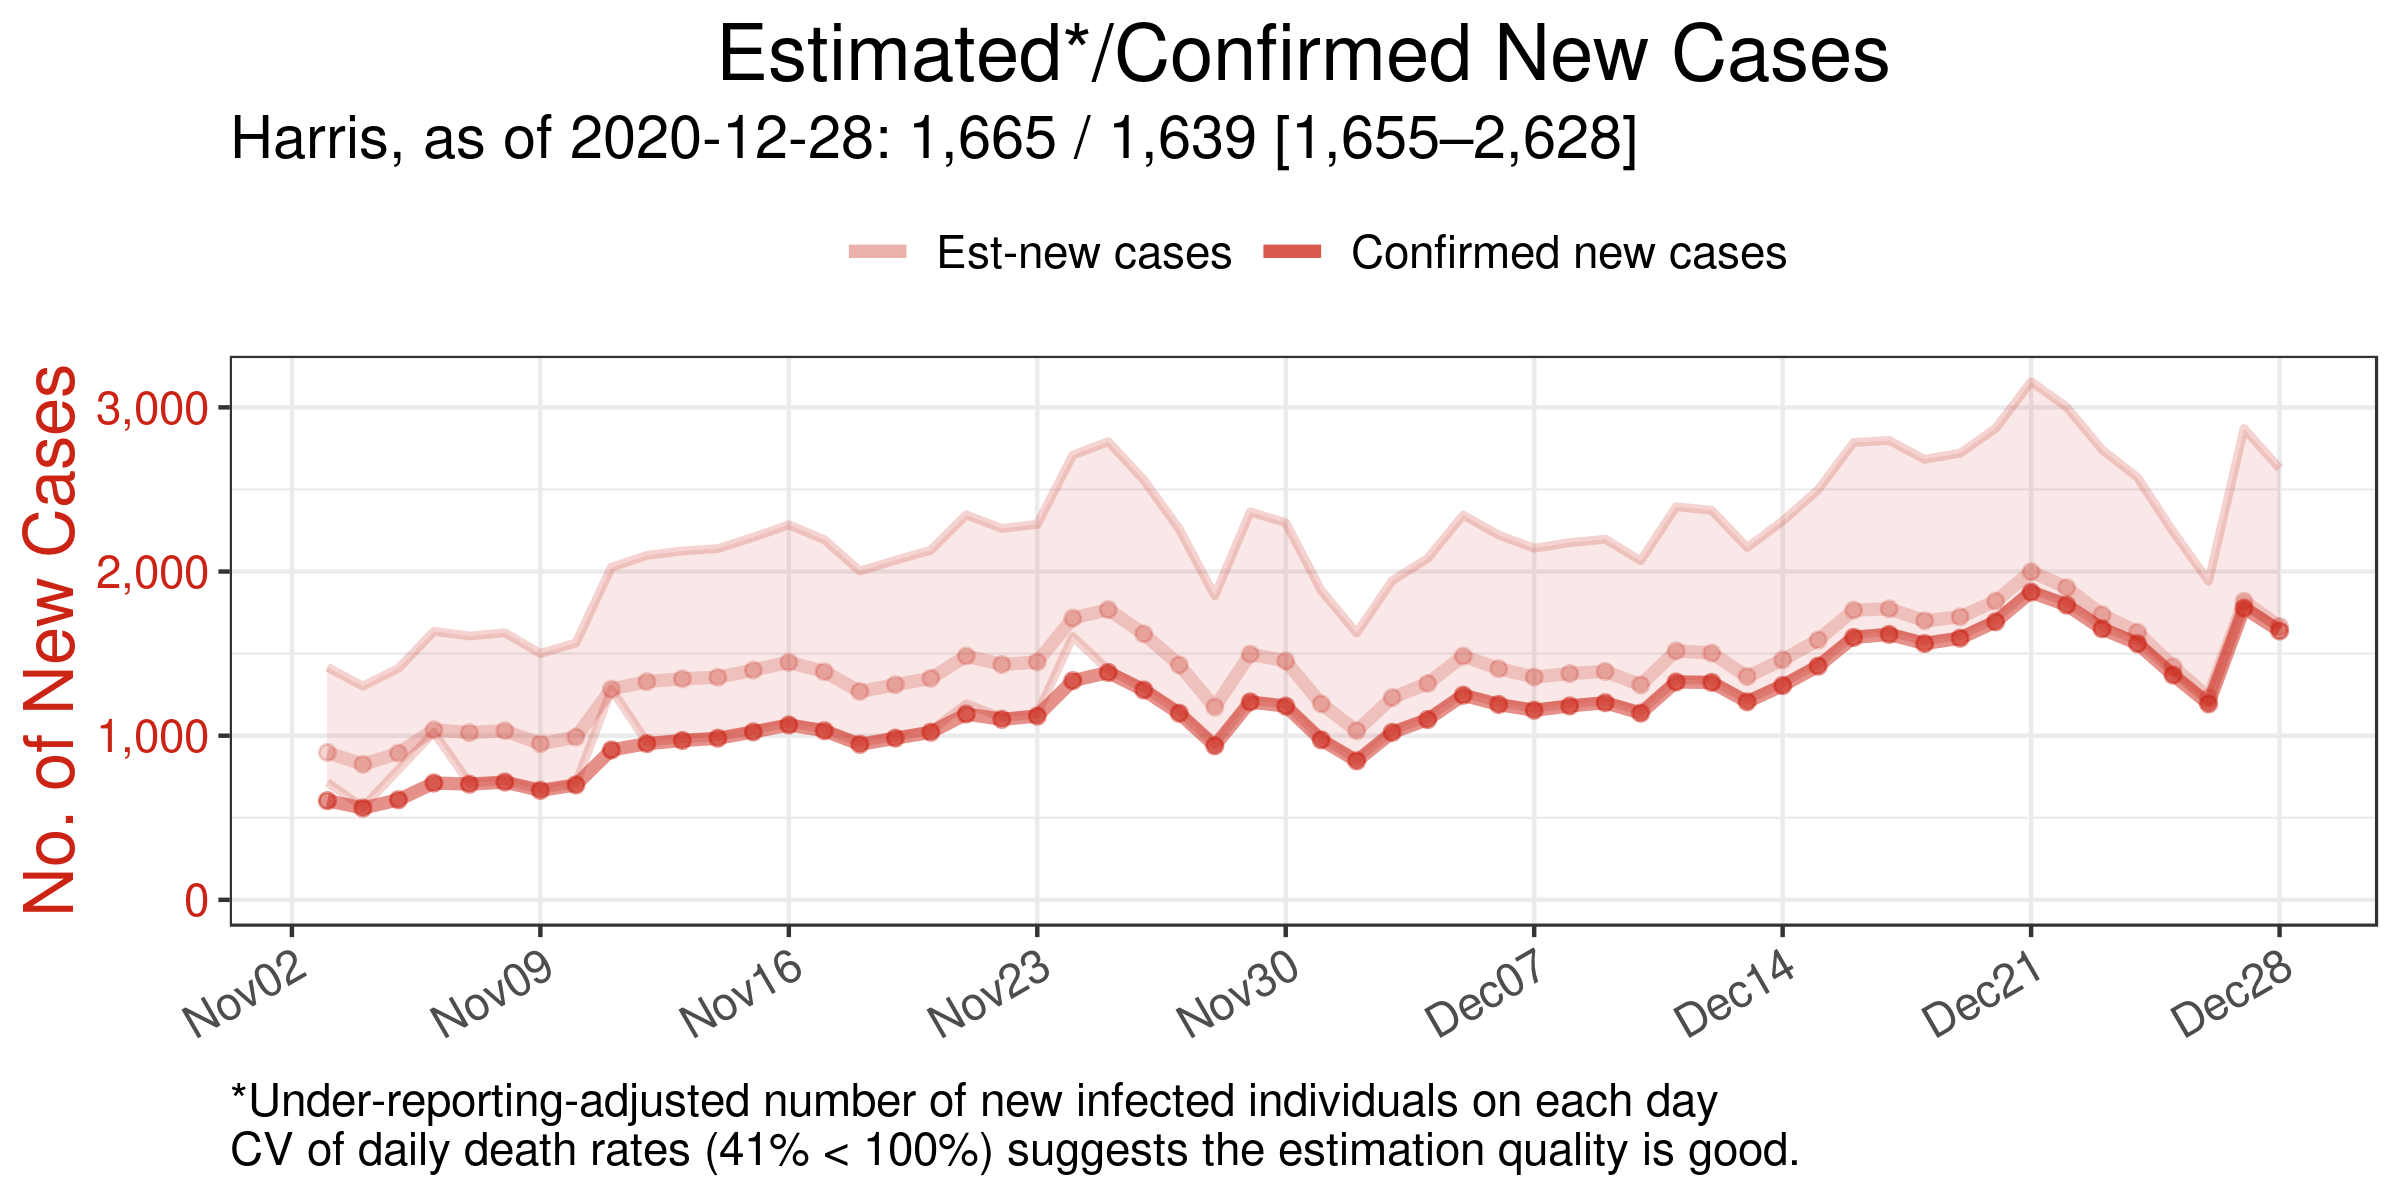 Estimated*/Confirmed New Cases
Harris, as of 2020-12-28: 1,665 / 1,639 [1,655–2,628]
Est-new cases
Confirmed new cases
No. of New Cases
3,000
2,000
1,000
0
Nov02
Nov09
Nov16
Nov23
Nov30
Dec07
Dec14
Dec21
Dec28
*Under-reporting-adjusted number of new infected individuals on each day
CV of daily death rates (41% < 100%) suggests the estimation quality is good.